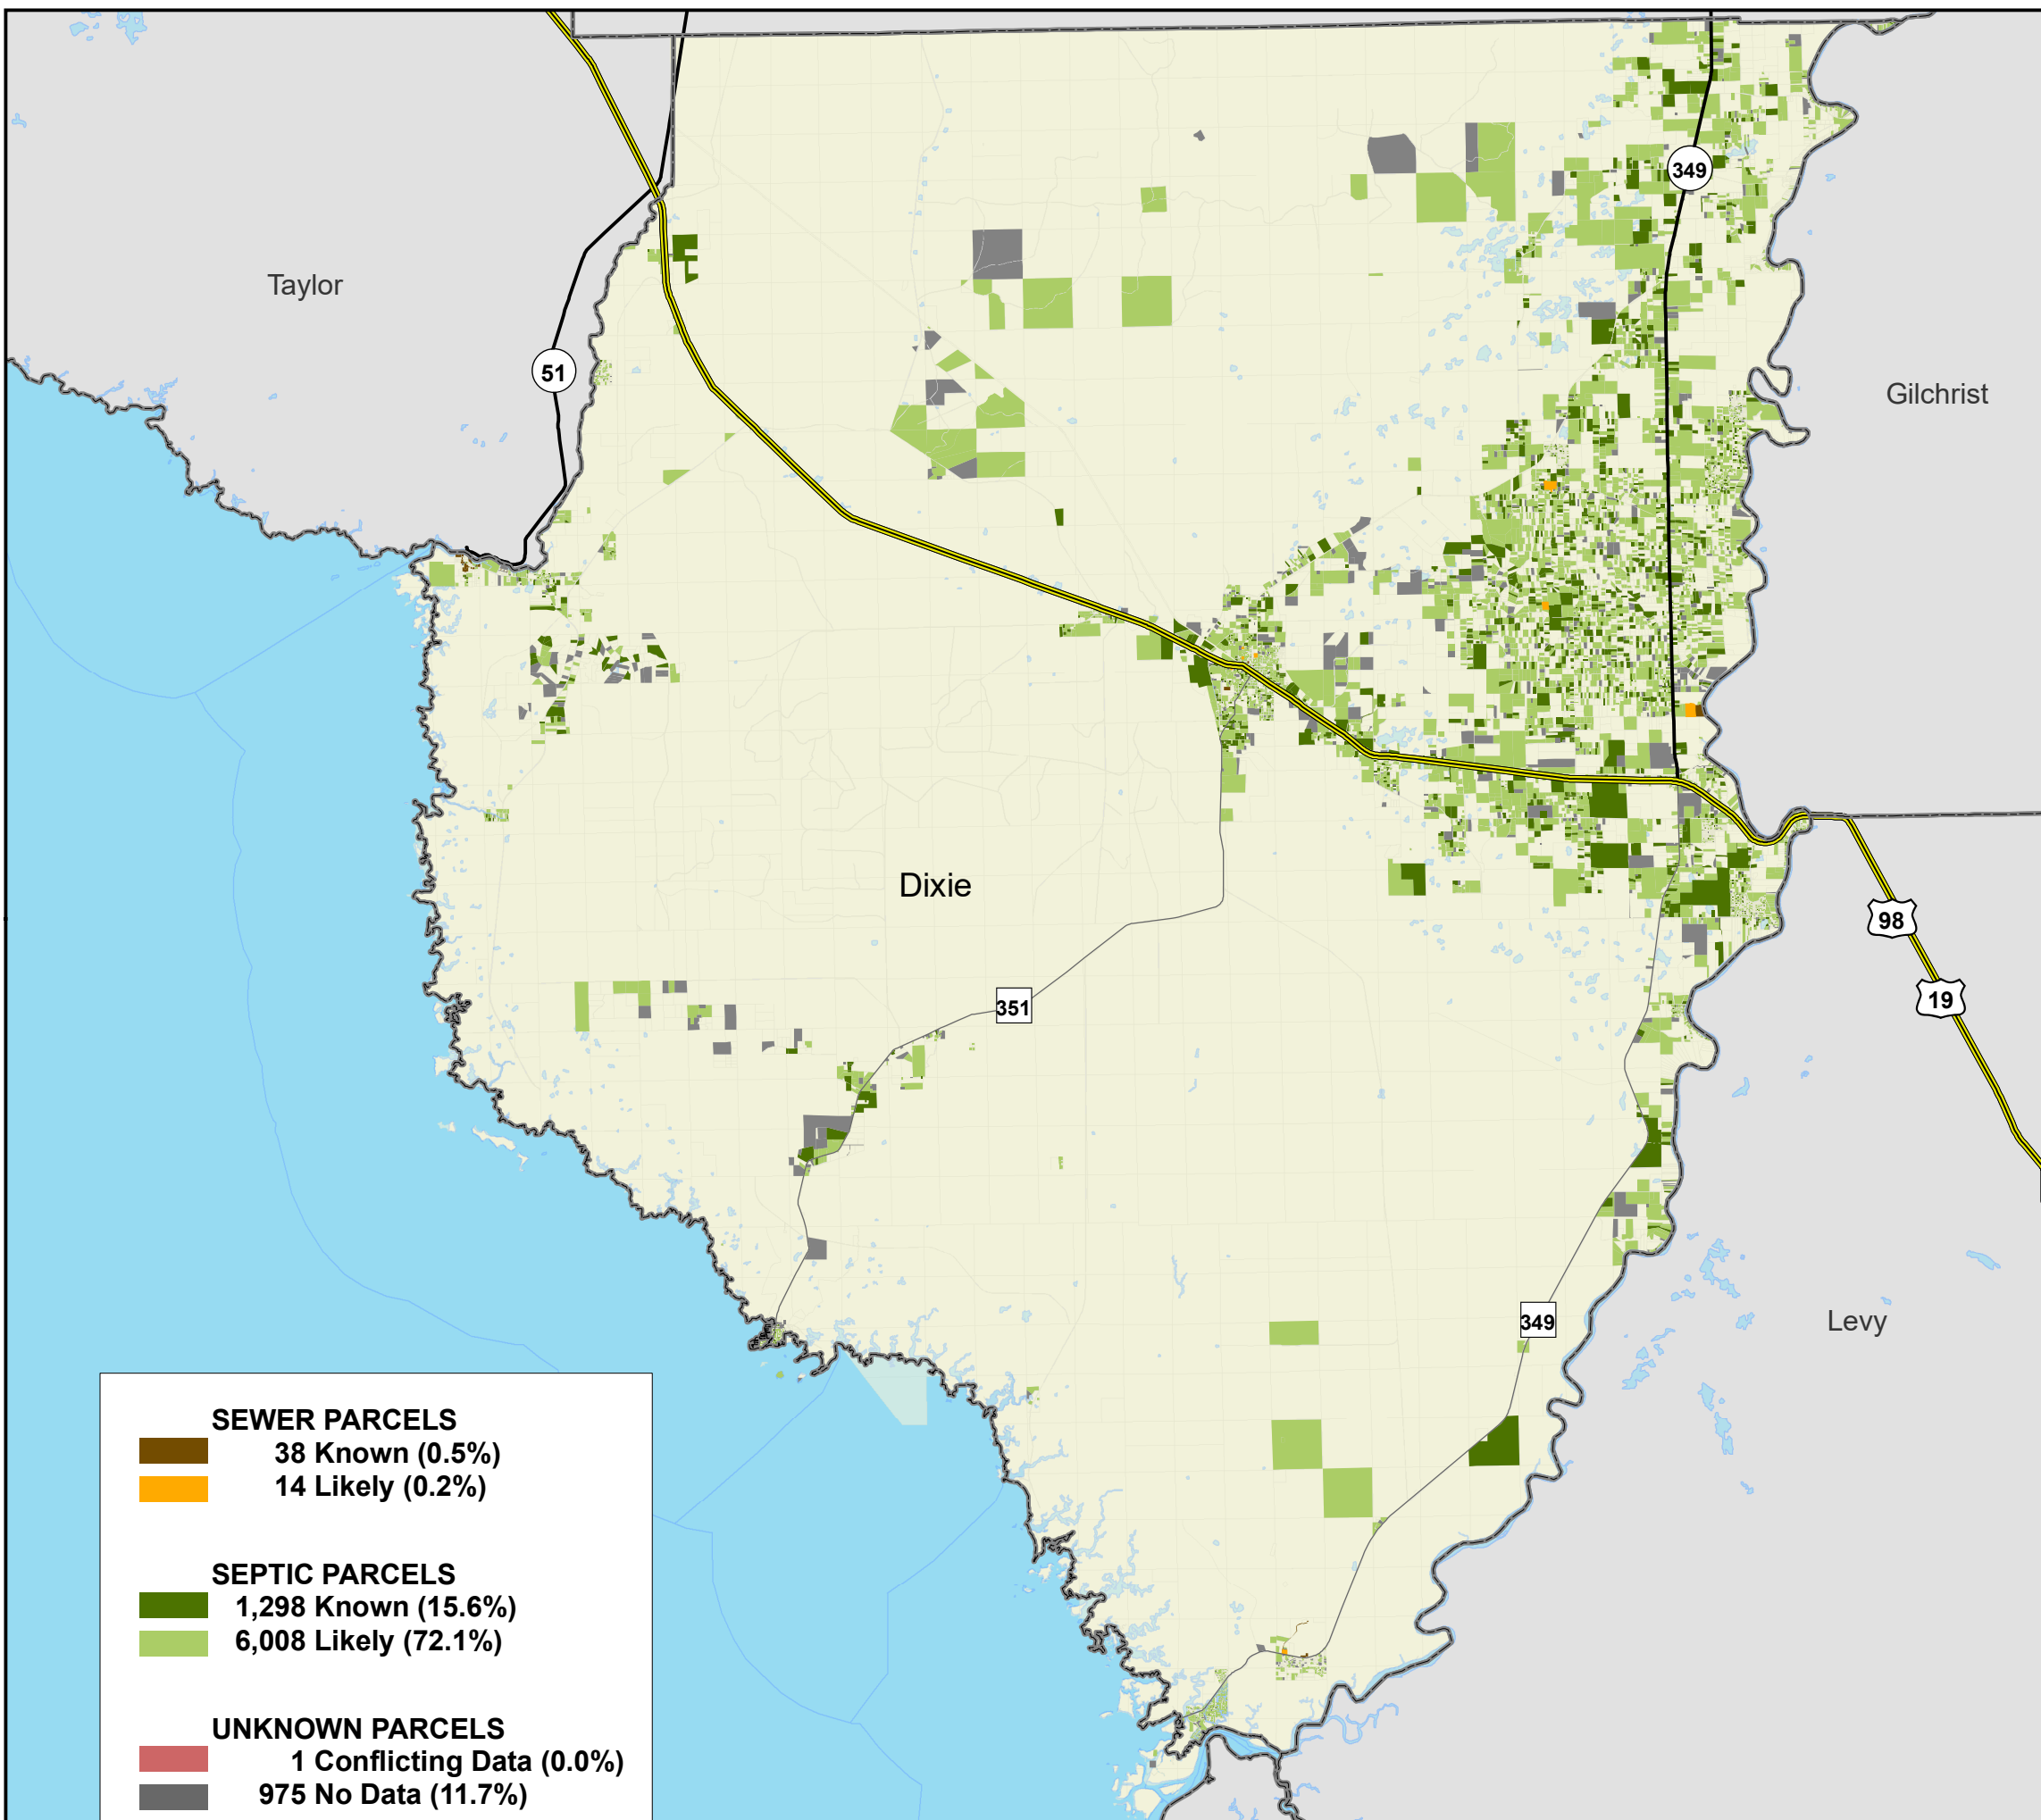 349
Taylor
51
Gilchrist
Dixie
98
19
351
349
Levy
SEWER PARCELS
38 Known (0.5%)
14 Likely (0.2%)
SEPTIC PARCELS
1,298 Known (15.6%)
6,008 Likely (72.1%)
UNKNOWN PARCELS
1 Conflicting Data (0.0%)
975 No Data (11.7%)